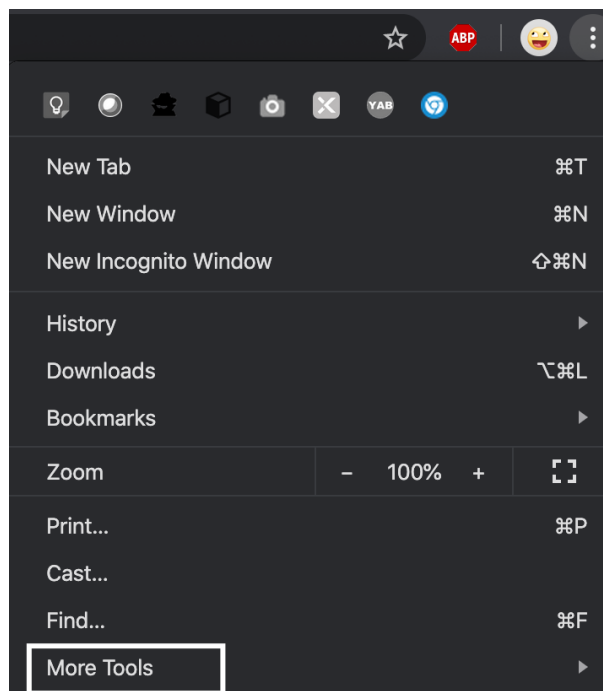 ABP
YAB
New Tab ⌘T
New Window ⌘N
New Incognito Window ⇧⌘N
History
Downloads ⌥⌘L
Bookmarks
Zoom - 100% +
Print... ⌘P
Cast...
Find... ⌘F
More Tools